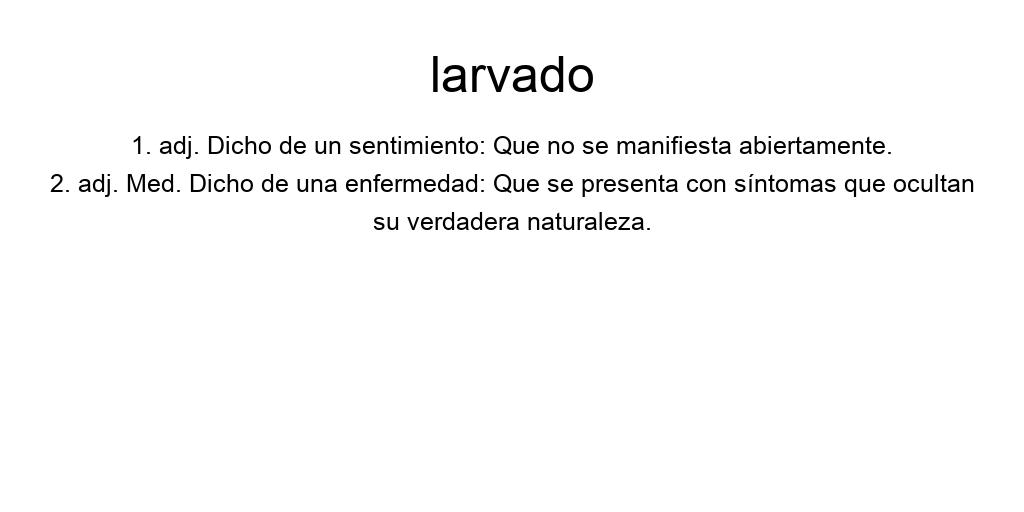 larvado
1. adj. Dicho de un sentimiento: Que no se manifiesta abiertamente.
2. adj. Med. Dicho de una enfermedad: Que se presenta con síntomas que ocultan
su verdadera naturaleza.